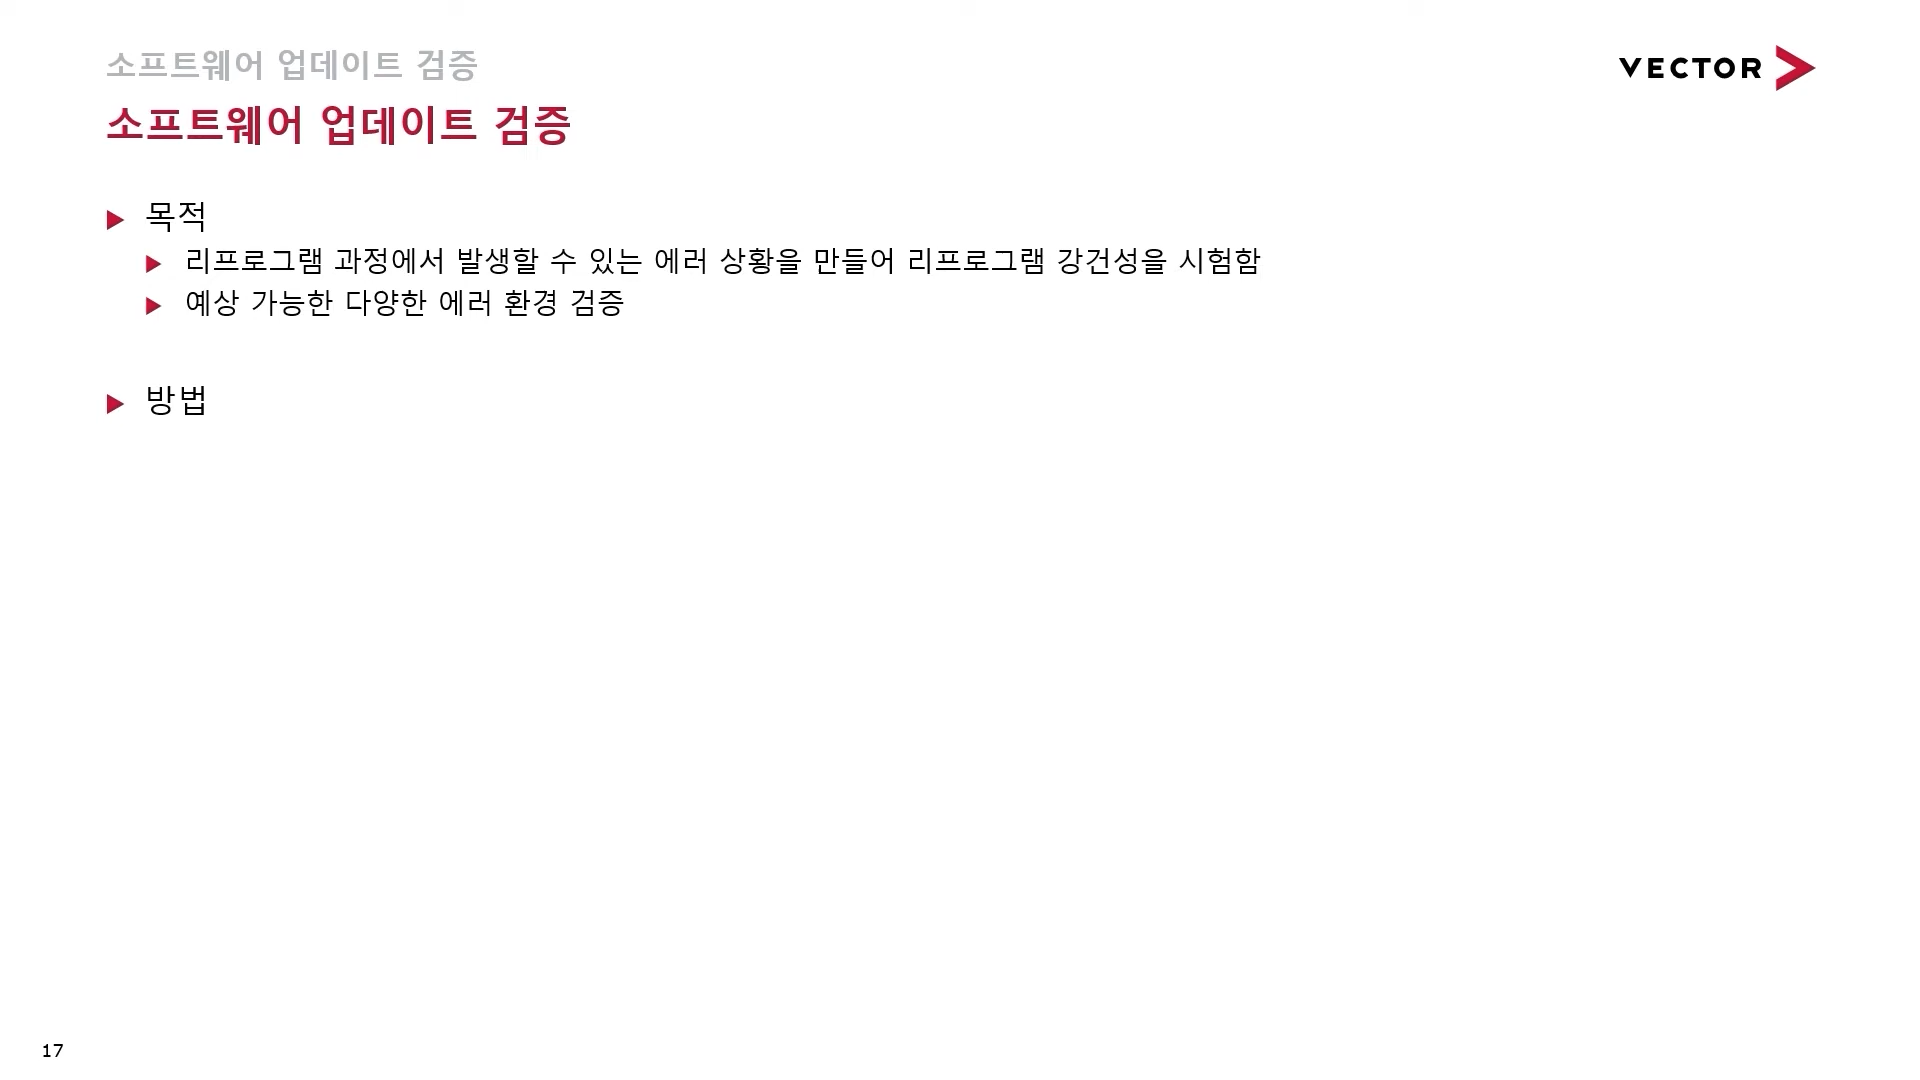 소프트웨어 업데이트 검증
VECTOR
소프트웨어 업데이트 검증
목적
리프로그램 과정에서 발생할 수 있는 에러 상황을 만들어 리프로그램 강건성을 시험함
예상 가능한 다양한 에러 환경 검증
방법
17